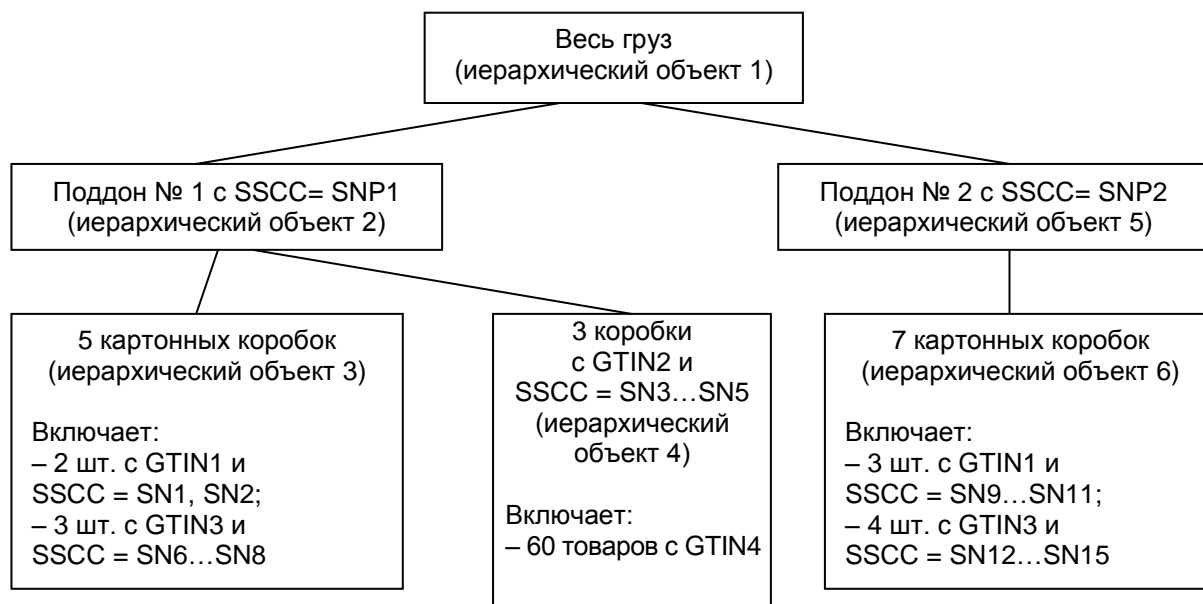 Весь груз
(иерархический объект 1)
Поддон № 1 с SSCC= SNP1
(иерархический объект 2)
Поддон № 2 с SSCC= SNP2
(иерархический объект 5)
5 картонных коробок
(иерархический объект 3)
Включает:
– 2 шт. с GTIN1 и
SSCC = SN1, SN2;
– 3 шт. с GTIN3 и
SSCC = SN6…SN8
3 коробки
с GTIN2 и
SSCC = SN3…SN5
(иерархический
объект 4)
Включает:
– 60 товаров с GTIN4
7 картонных коробок
(иерархический объект 6)
Включает:
– 3 шт. с GTIN1 и
SSCC = SN9…SN11;
– 4 шт. с GTIN3 и
SSCC = SN12…SN15